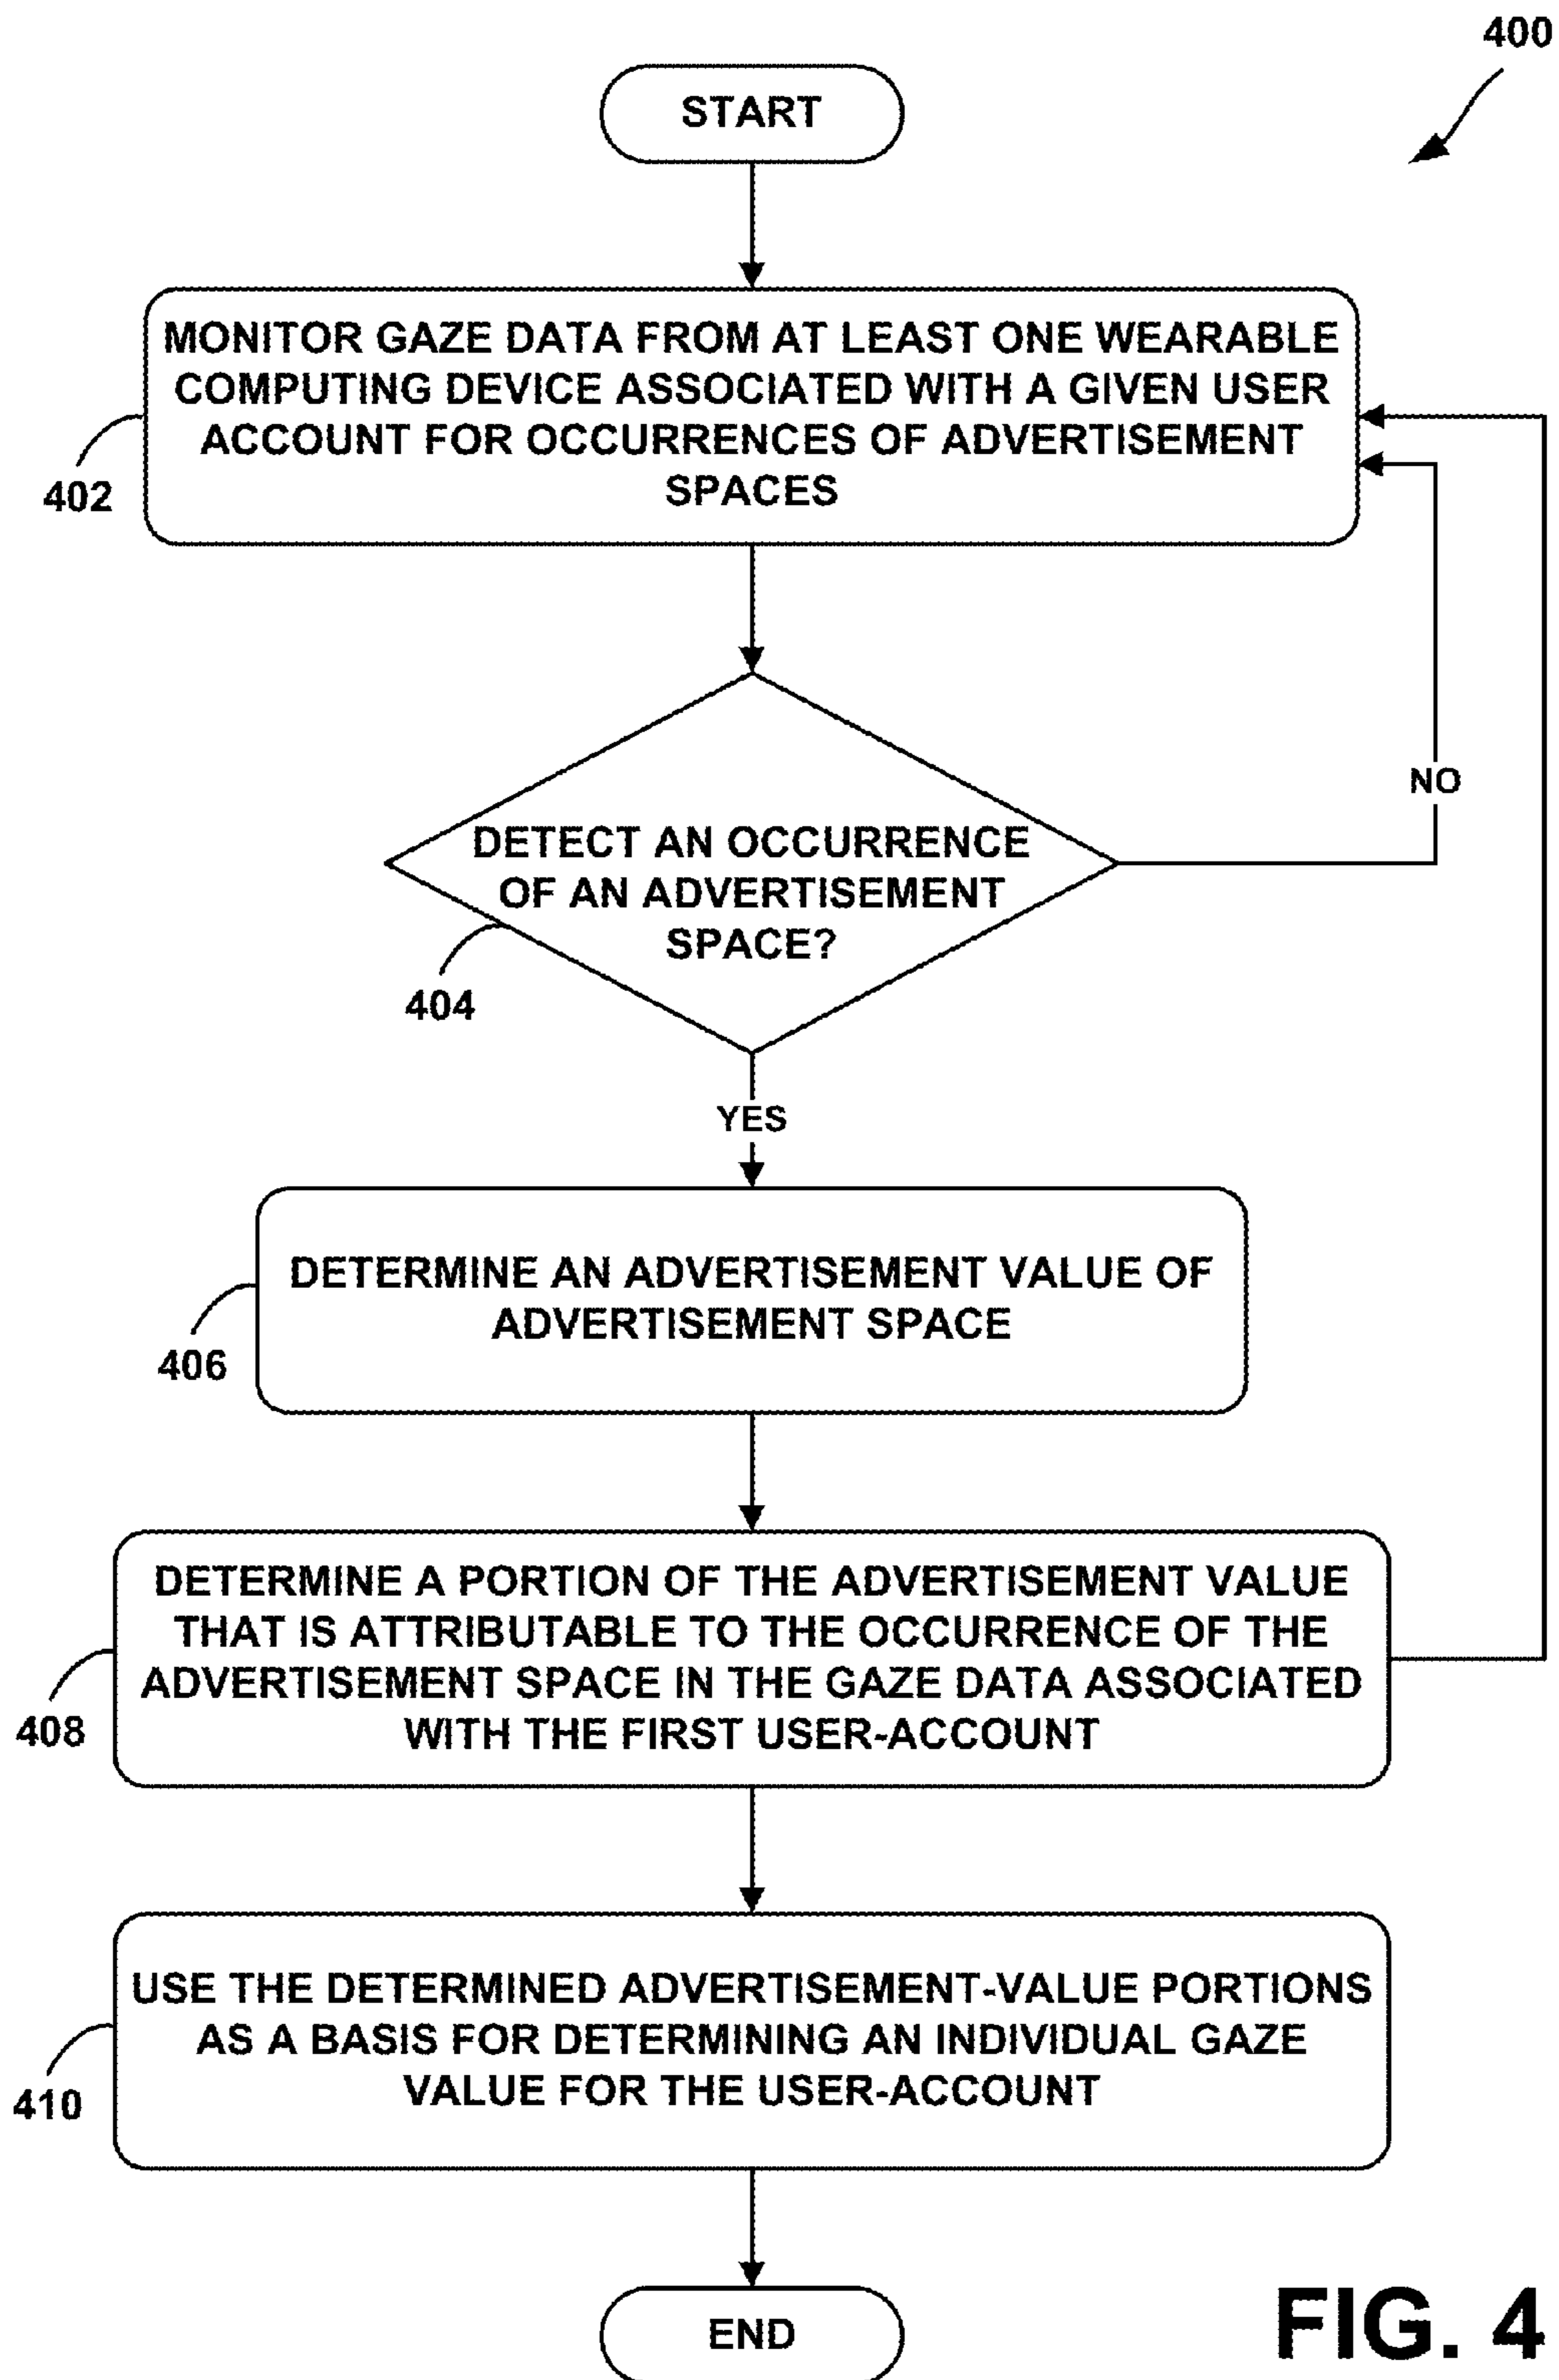 400
START
MONITOR GAZE DATA FROM AT LEAST ONE WEARABLE
COMPUTING DEVICE ASSOCIATED WITH A GIVEN USER
ACCOUNT FOR OCCURRENCES OF ADVERTISEMENT
SPACES
402
NO
DETECT AN OCCURRENCE
OF AN ADVERTISEMENT
SPACE?
404
YES
DETERMINE AN ADVERTISEMENT VALUE OF
ADVERTISEMENT SPACE
406
DETERMINE A PORTION OF THE ADVERTISEMENT VALUE
THAT IS ATTRIBUTABLE TO THE OCCURRENCE OF THE
ADVERTISEMENT SPACE IN THE GAZE DATA ASSOCIATED
WITH THE FIRST USER-ACCOUNT
408
USE THE DETERMINED ADVERTISEMENT-VALUE PORTIONS
AS A BASIS FOR DETERMINING AN INDIVIDUAL GAZE
VALUE FOR THE USER-ACCOUNT
410
END
FIG. 4